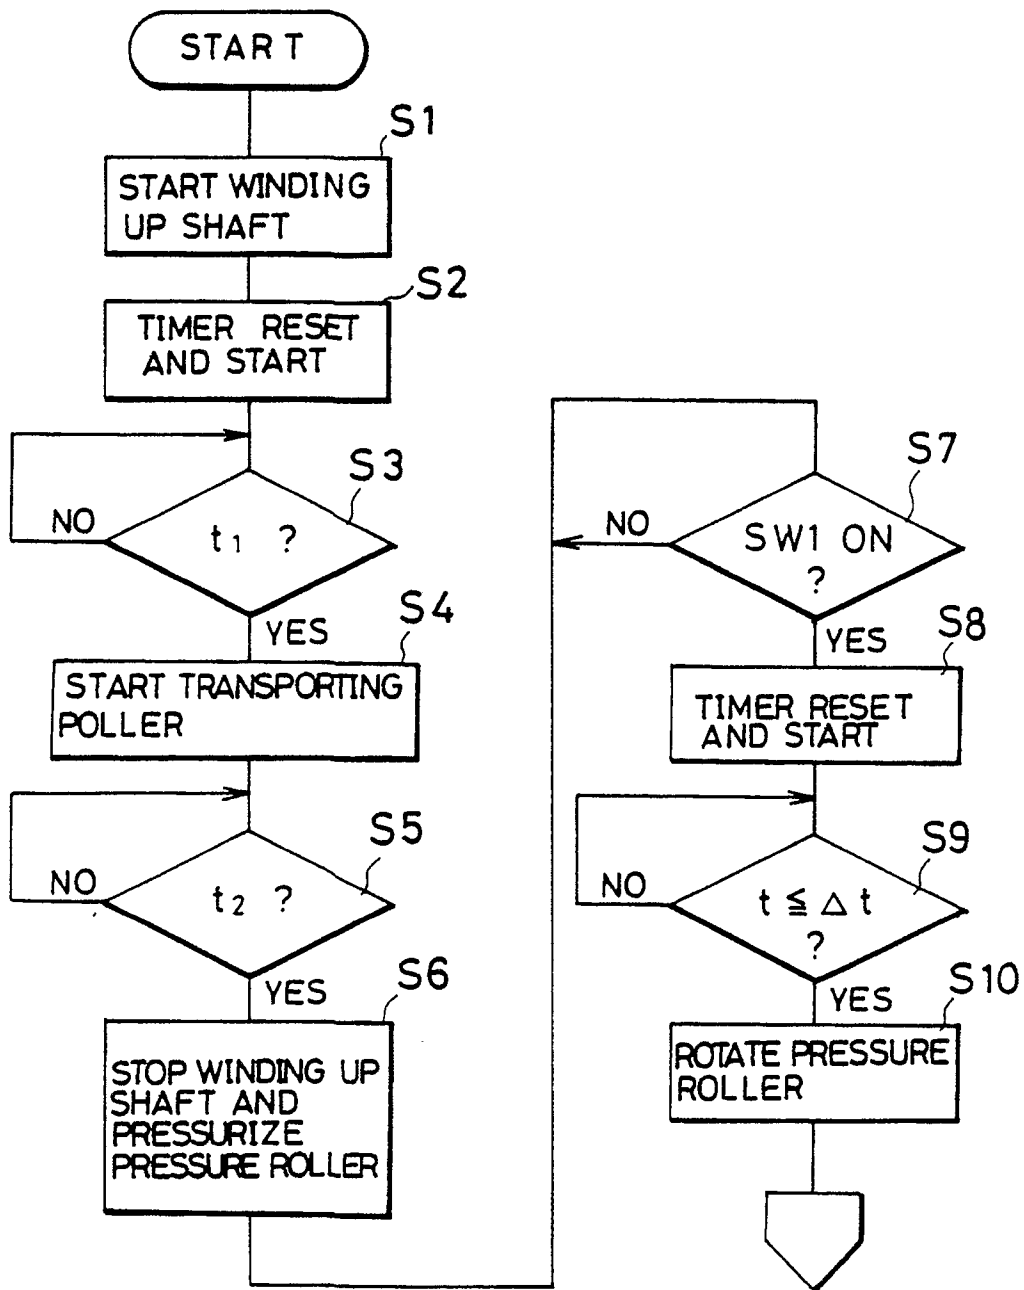 START
S1
START WINDING
UP SHAFT
S2
TIMER RESET
AND START
S3
t1 ?
NO
YES
S4
START TRANSPORTING
POLLER
S5
t2 ?
NO
YES
S6
STOP WINDING UP
SHAFT AND
PRESSURIZE
PRESSURE ROLLER
S7
SW1 ON
?
NO
YES
S8
TIMER RESET
AND START
S9
t ≦ Δt
?
NO
YES
S10
ROTATE PRESSURE
ROLLER